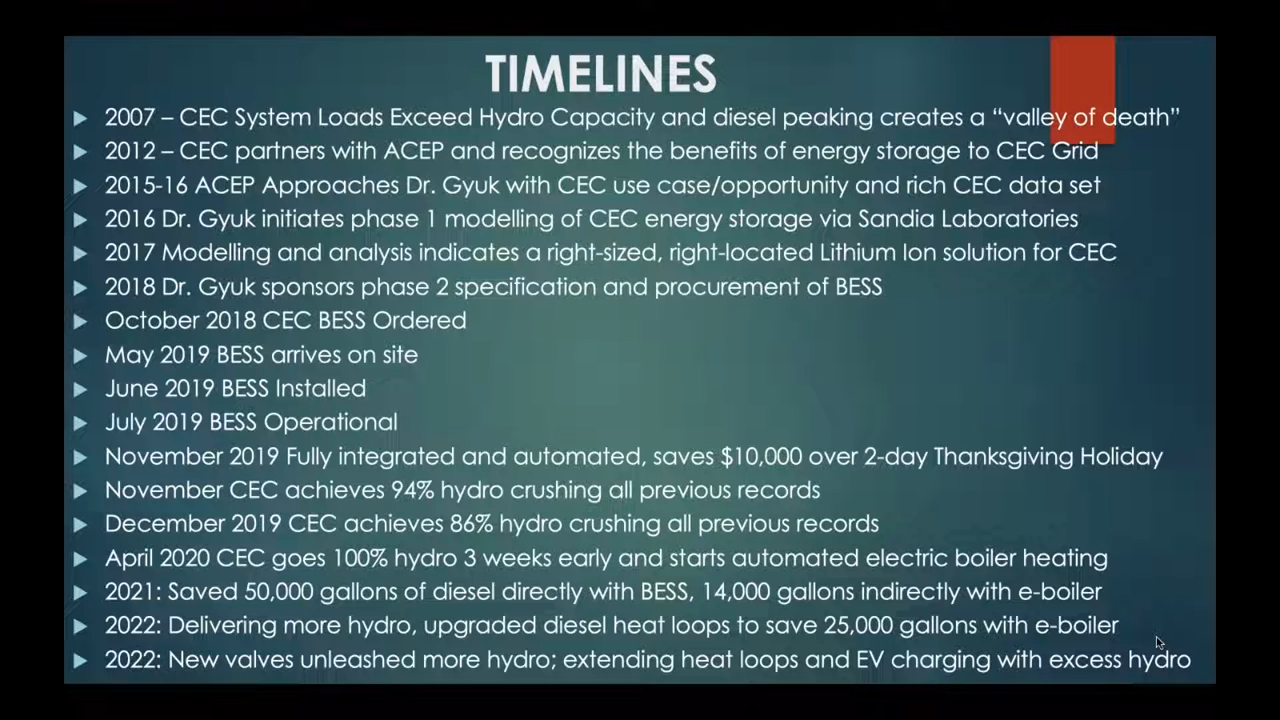 TIMELINES
2007 – CEC System Loads Exceed Hydro Capacity and diesel peaking creates a “valley of death”
2012 – CEC partners with ACEP and recognizes the benefits of energy storage to CEC Grid
2015-16 ACEP Approaches Dr. Gyuk with CEC use case/opportunity and rich CEC data set
2016 Dr. Gyuk initiates phase 1 modelling of CEC energy storage via Sandia Laboratories
2017 Modelling and analysis indicates a right-sized, right-located Lithium Ion solution for CEC
2018 Dr. Gyuk sponsors phase 2 specification and procurement of BESS
October 2018 CEC BESS Ordered
May 2019 BESS arrives on site
June 2019 BESS Installed
July 2019 BESS Operational
November 2019 Fully integrated and automated, saves $10,000 over 2-day Thanksgiving Holiday
November CEC achieves 94% hydro crushing all previous records
December 2019 CEC achieves 86% hydro crushing all previous records
April 2020 CEC goes 100% hydro 3 weeks early and starts automated electric boiler heating
2021: Saved 50,000 gallons of diesel directly with BESS, 14,000 gallons indirectly with e-boiler
2022: Delivering more hydro, upgraded diesel heat loops to save 25,000 gallons with e-boiler
2022: New valves unleashed more hydro; extending heat loops and EV charging with excess hydro